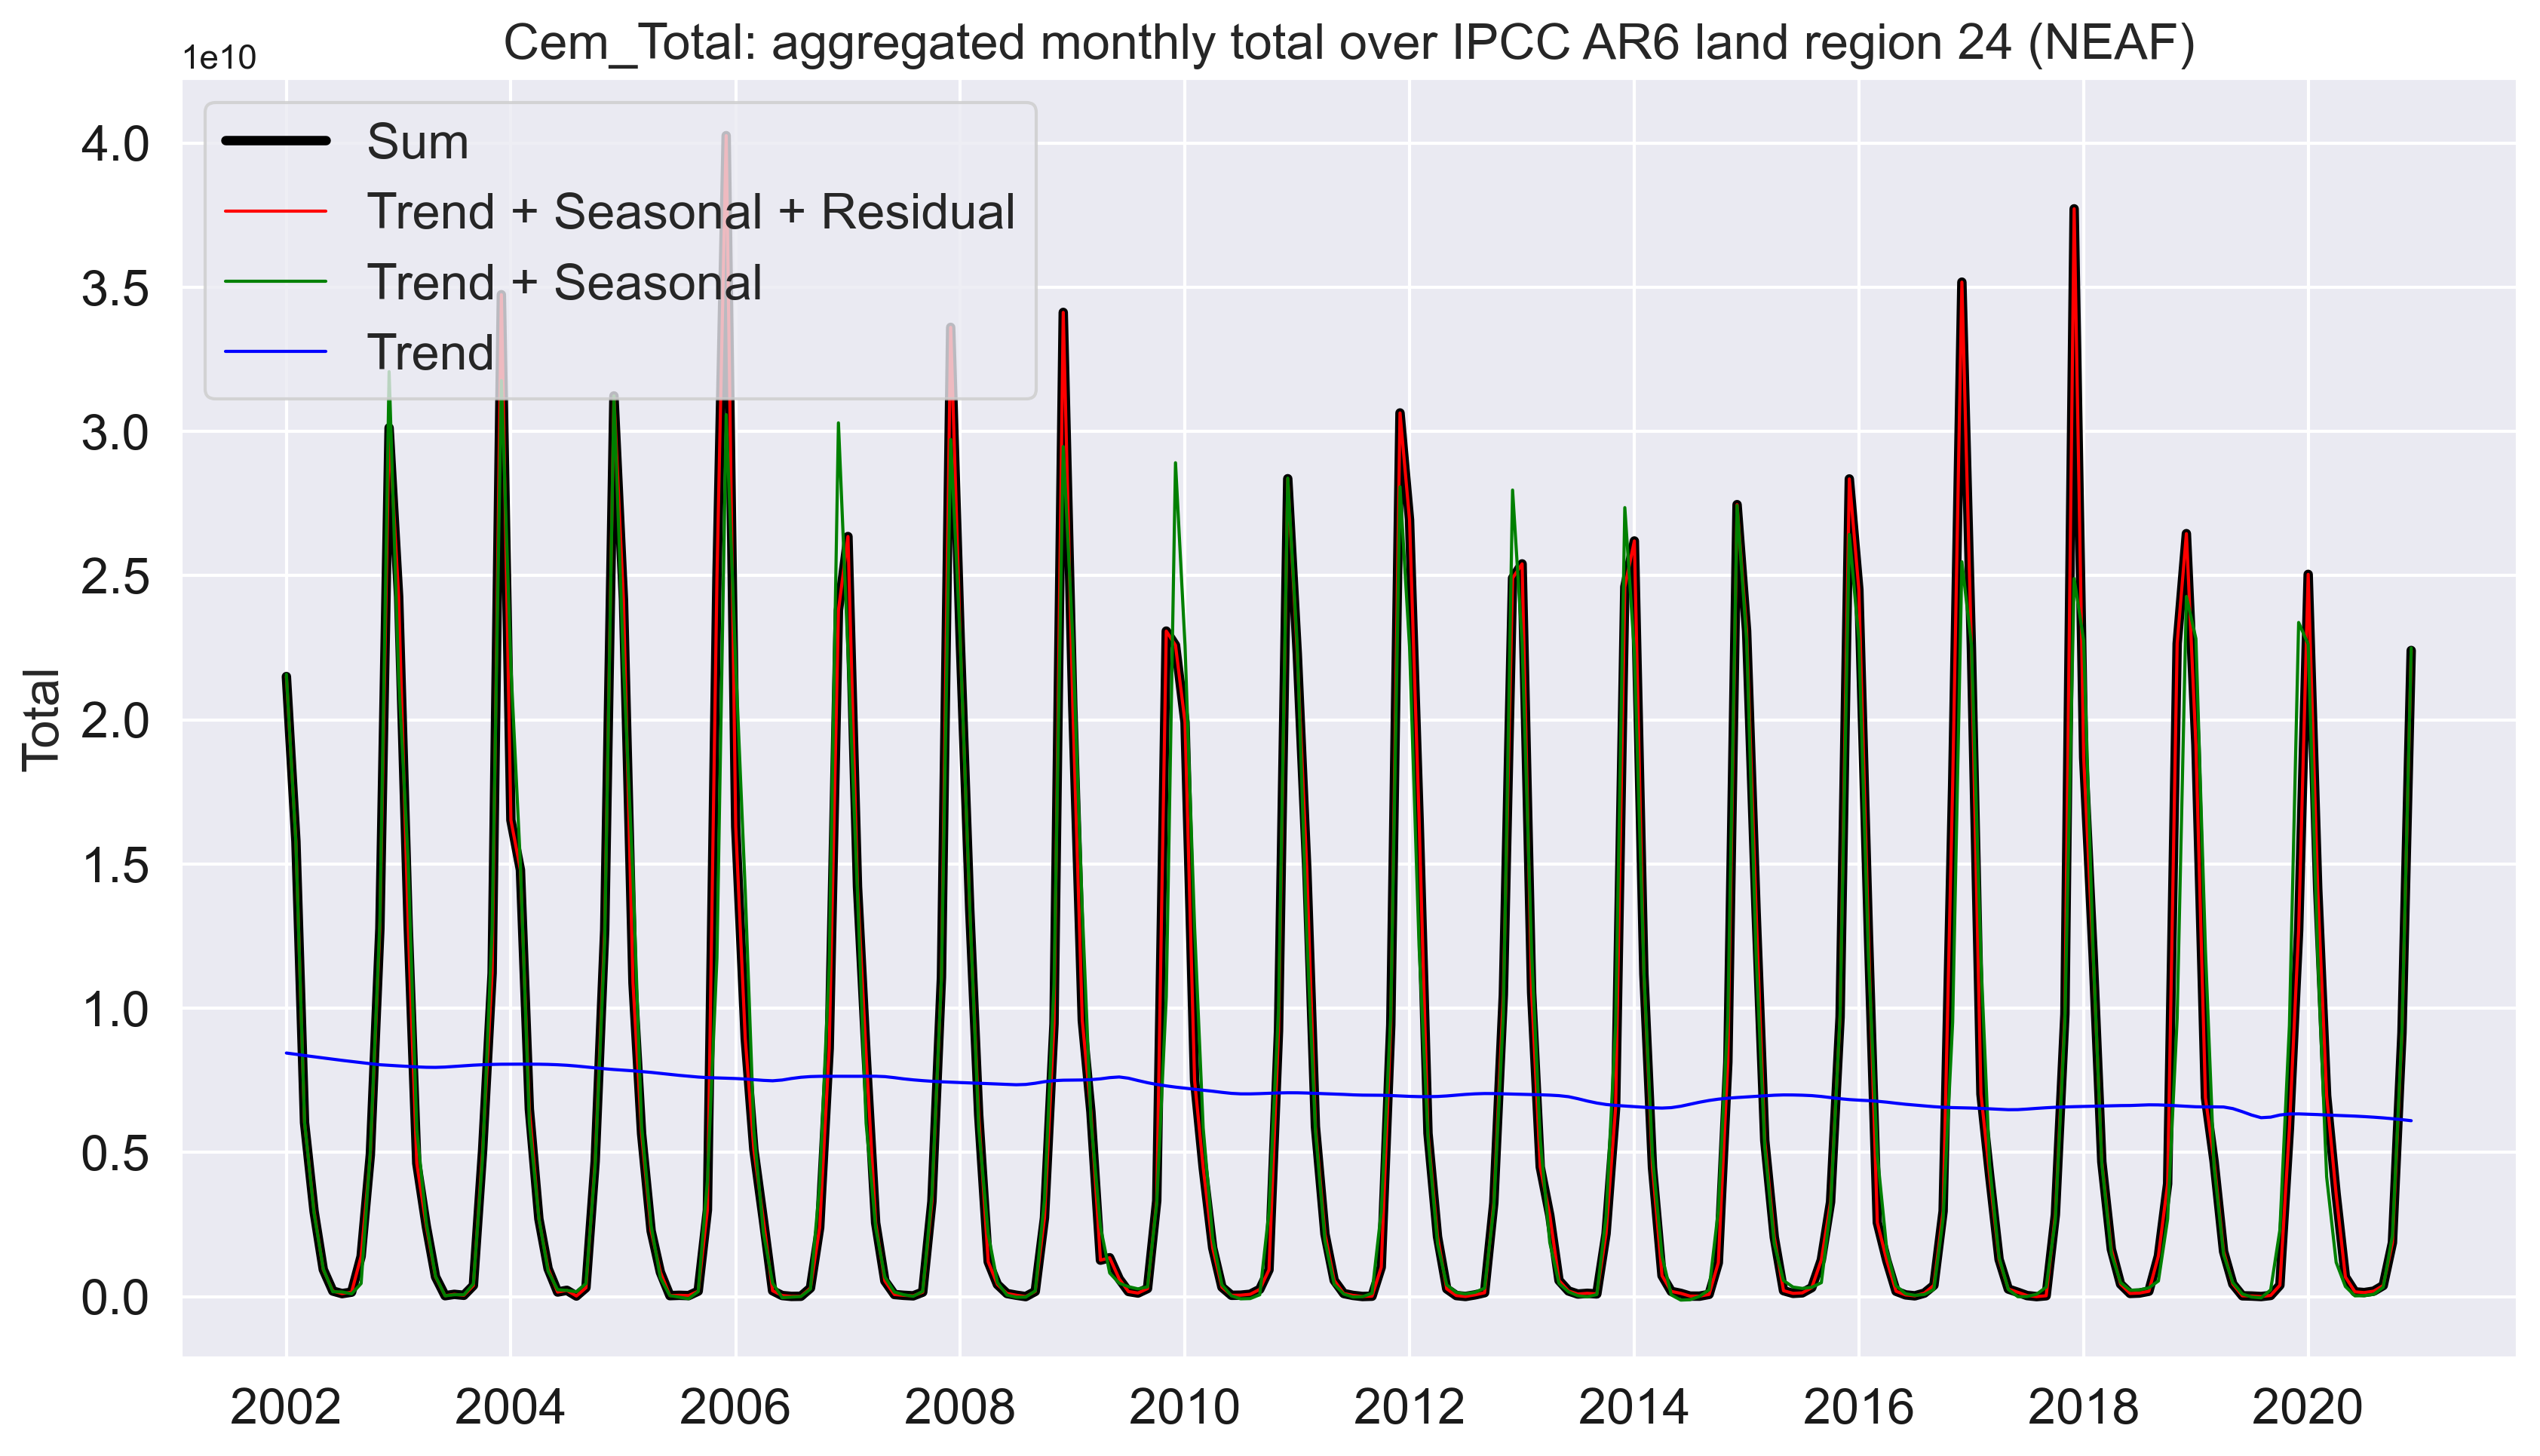 Cem_Total: aggregated monthly total over IPCC AR6 land region 24 (NEAF)
1e10
Sum
Trend + Seasonal + Residual
Trend + Seasonal
Trend
Total
4.0
3.5
3.0
2.5
2.0
1.5
1.0
0.5
0.0
2002 2004 2006 2008 2010 2012 2014 2016 2018 2020